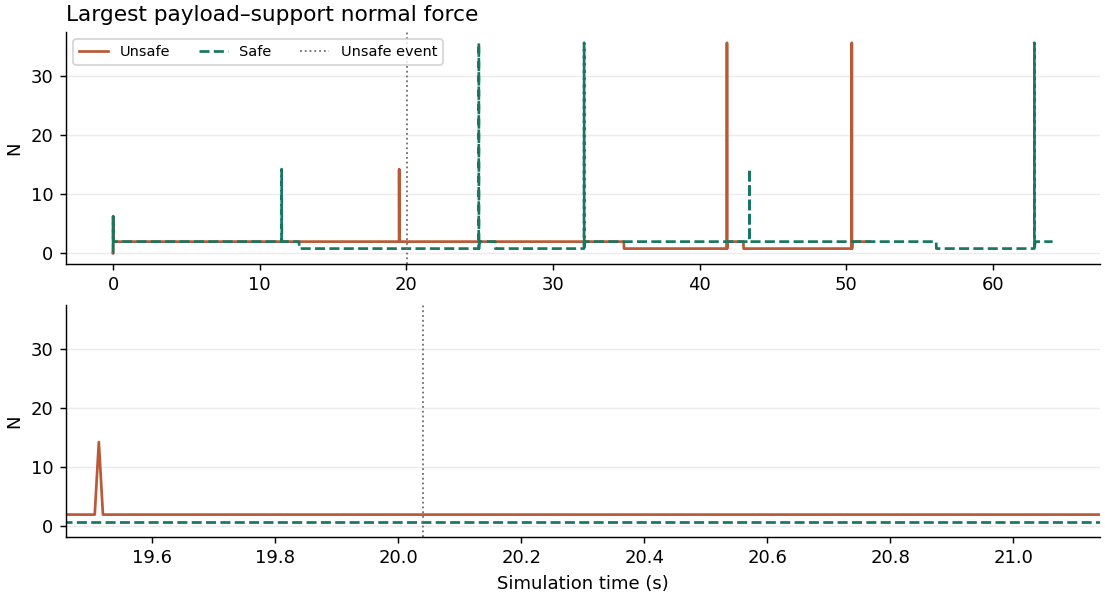 Largest payload–support normal force
Unsafe Safe Unsafe event
30
20
10
0
N
0 10 20 30 40 50 60
30
20
10
0
N
19.6 19.8 20.0 20.2 20.4 20.6 20.8 21.0
Simulation time (s)